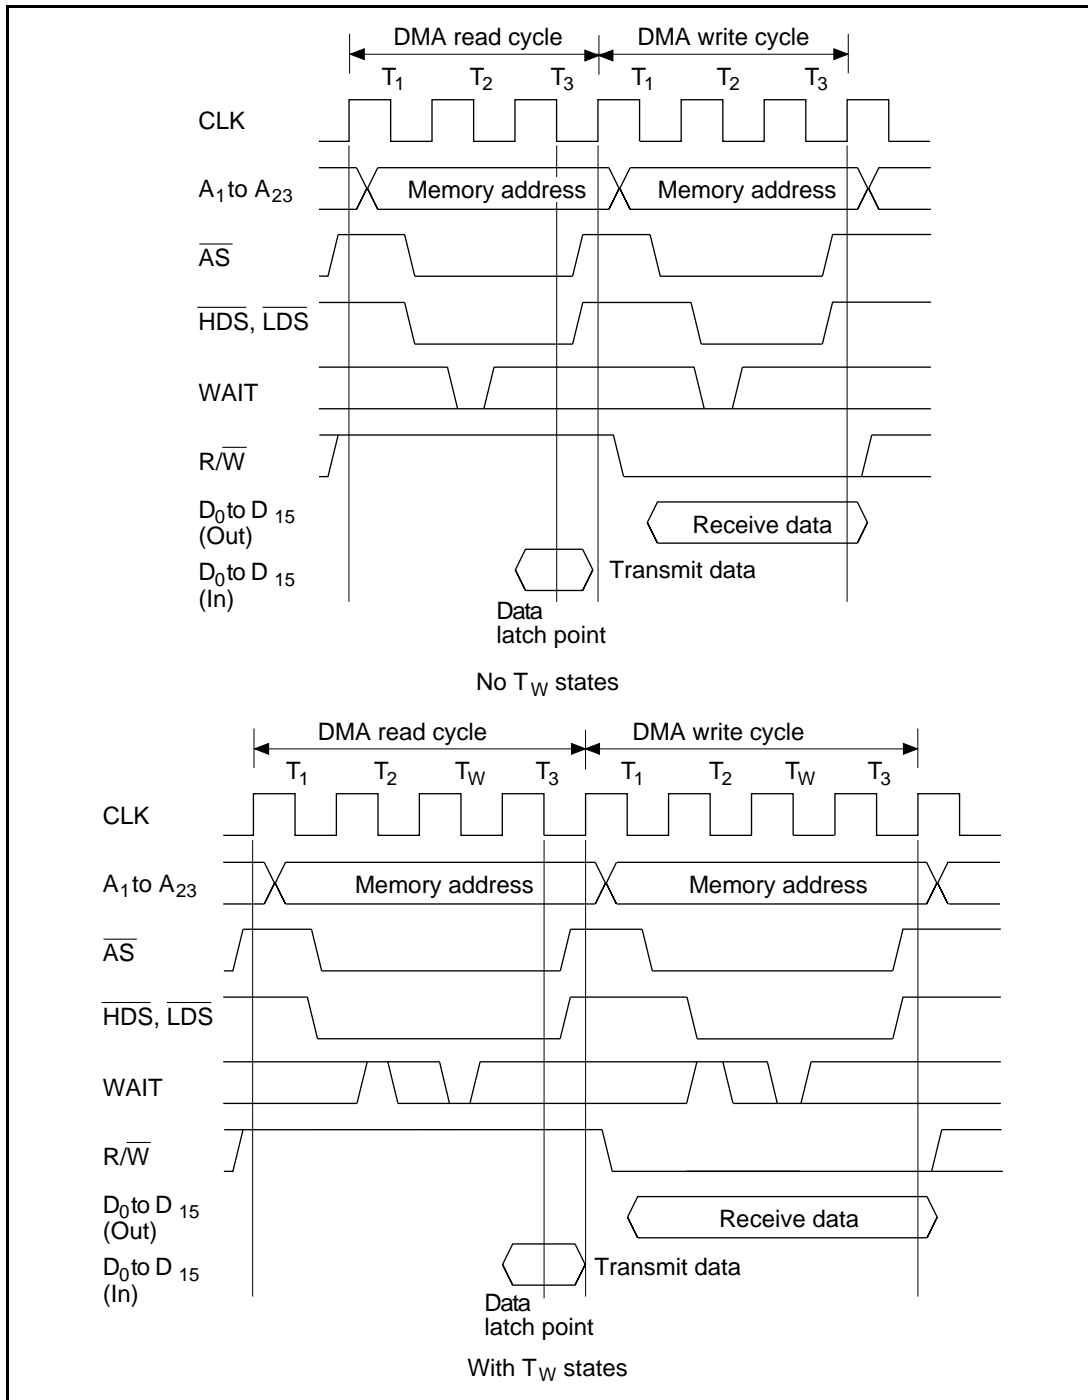 DMA read cycle DMA write cycle
T1 T2 T3 T1 T2 T3
CLK
A1 to A23 Memory address Memory address
AS
HDS, LDS
WAIT
R/W
D0 to D 15
(Out) Receive data
D0 to D 15
(In) Transmit data
Data
latch point
No TW states
DMA read cycle DMA write cycle
T1 T2 TW T3 T1 T2 TW T3
CLK
A1 to A23 Memory address Memory address
AS
HDS, LDS
WAIT
R/W
D0 to D 15
(Out) Receive data
D0 to D 15
(In) Transmit data
Data
latch point
With TW states